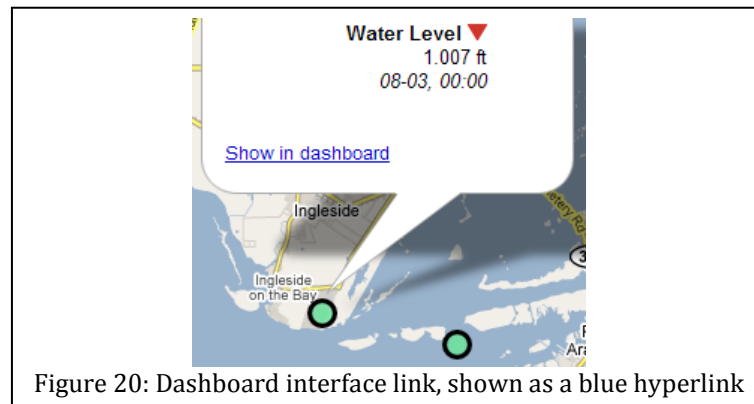 Water Level
1.007 ft
08-03, 00:00
Show in dashboard
Ingleside
Ingleside
on the Bay
Figure 20: Dashboard interface link, shown as a blue hyperlink